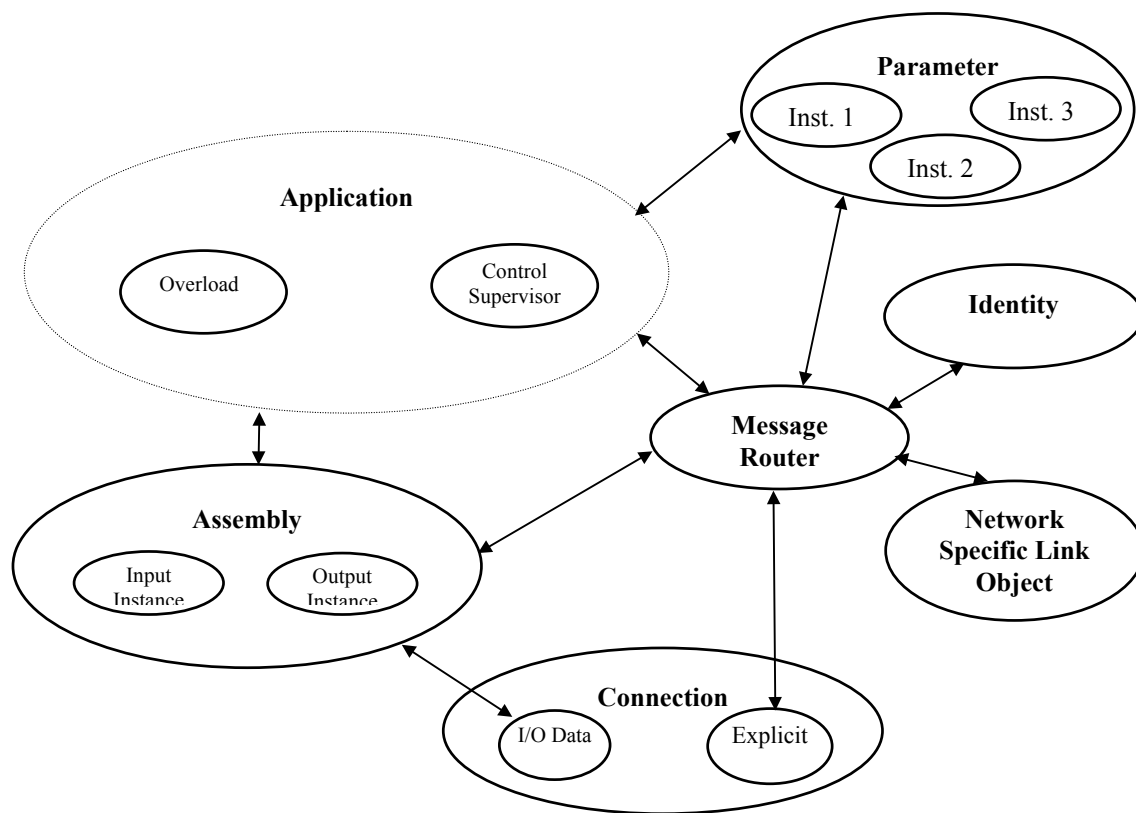 Parameter
Inst. 1
Inst. 3
Inst. 2
Application
Overload
Control
Supervisor
Identity
Message
Router
Network
Specific Link
Object
Assembly
Input
Instance
Output
Instance
Connection
I/O Data
Explicit